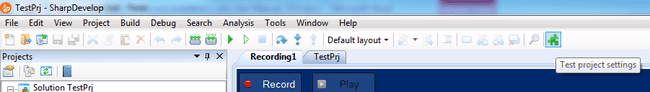 TestPrj - SharpDevelop
File Edit View Project Build Debug Search Analysis Tools Window Help
Default layout
Projects
Recording1 TestPrj
Test project settings
Record Play
Solution TestPrj